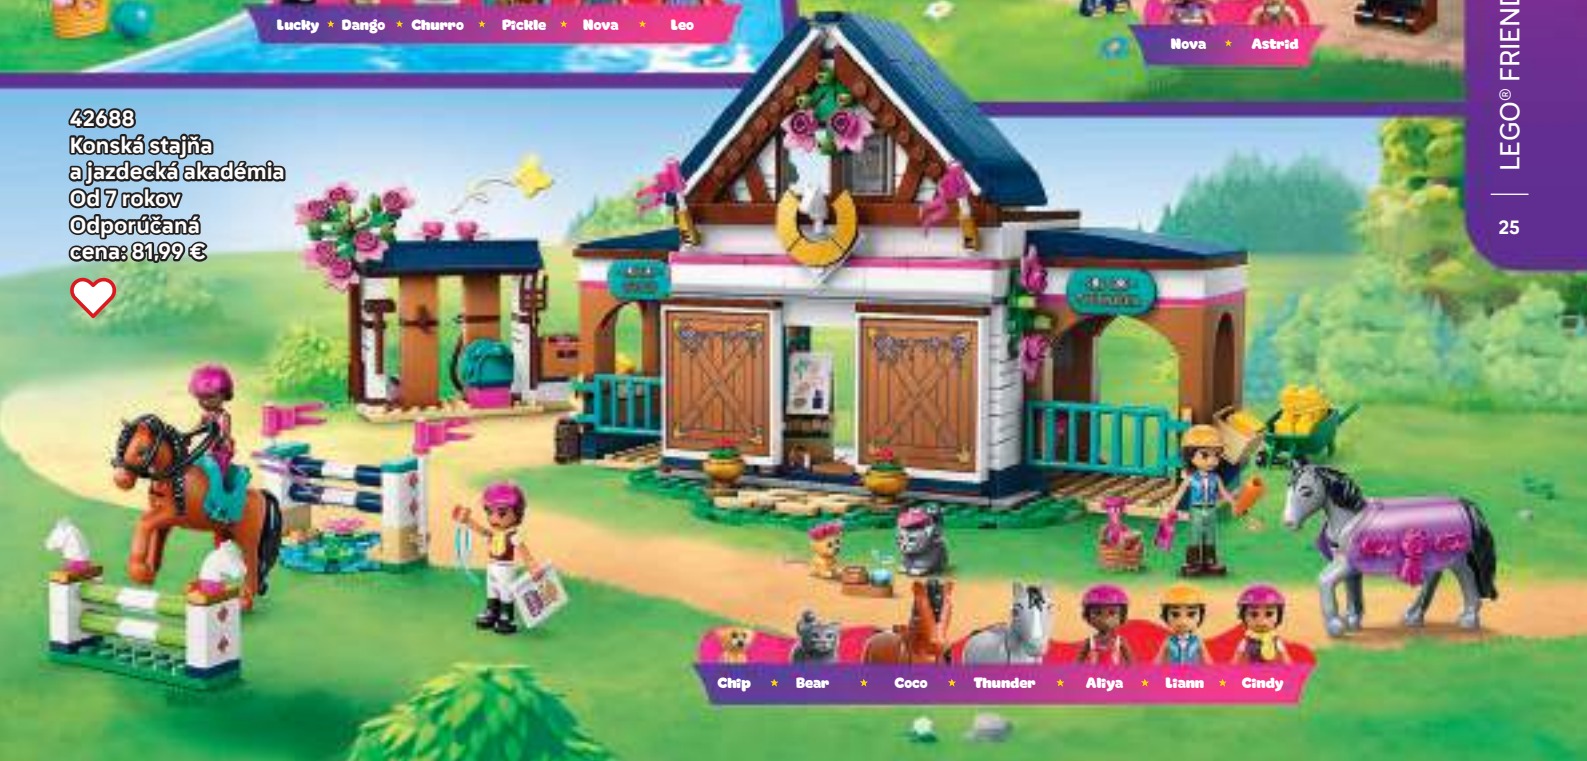 Lucky ★ Dango ★ Churro ★ Pickle ★ Nova ★ Leo
Nova ★ Astrid
42688
Konská stajňa
a jazdecká akadémia
Od 7 rokov
Odporúčaná
cena: 81,99 €
LEGO® FRIEND
25
Chip ★ Bear ★ Coco ★ Thunder ★ Aliya ★ Liann ★ Cindy